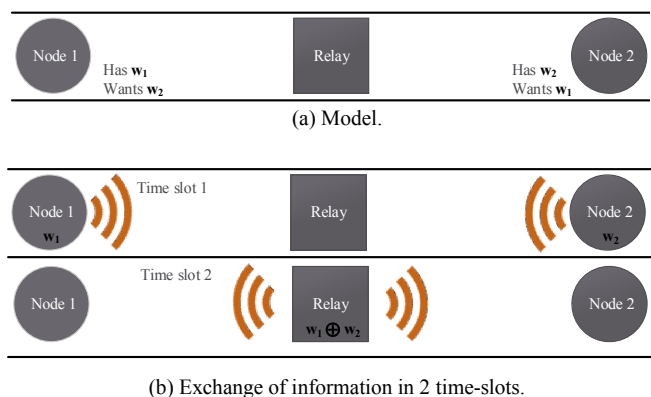 Node 1
Has w₁
Wants w₂
Relay
Has w₂
Wants w₁
Node 2
(a) Model.
Time slot 1
Node 1
w₁
Relay
Node 2
w₂
Time slot 2
Node 1
Relay
w₁ ⊕ w₂
Node 2
(b) Exchange of information in 2 time-slots.